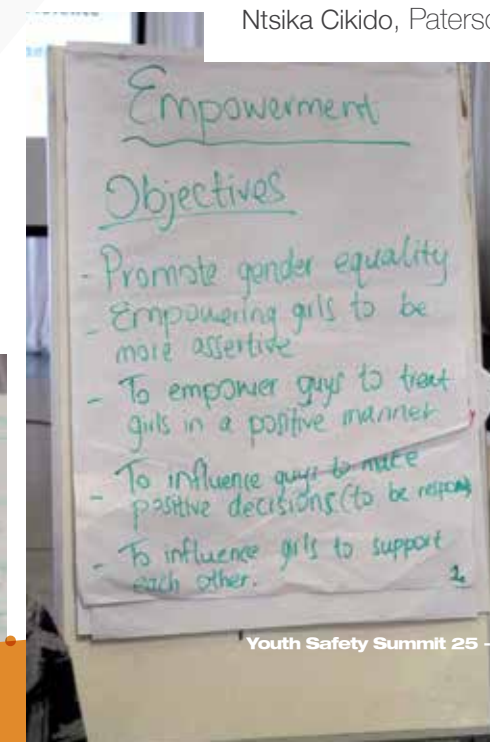 Ntsika Cikido, Paterso
Empowerment
Objectives
- Promote gender equality
- Empowering girls to be
more assertive
- To empower guys to treat
girls in a positive manner
- To influence guys to make
positive decisions (to be respons
- To influence girls to support
each other.
1.
Youth Safety Summit 25 -